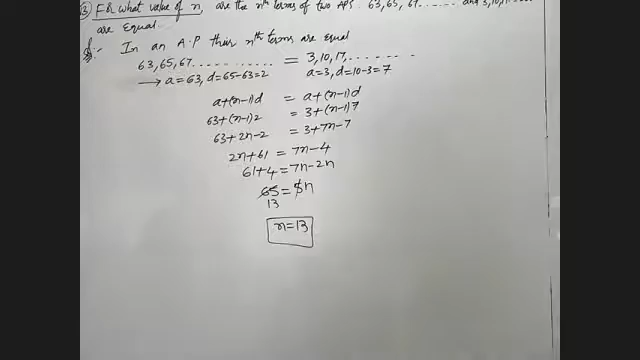 ③ FOR what value of n, are the nth terms of two APs. 63, 65, 67....... and 3, 10, 17.....
are equal.
In an A.P their nth terms are equal
63, 65, 67........ = 3, 10, 17, ........
→ a = 63, d = 65-63 = 2 a = 3, d = 10-3 = 7
a+(n-1)d = a+(n-1)d
63+(n-1)2 = 3+(n-1)7
63+2n-2 = 3+7n-7
2n+61 = 7n-4
61+4 = 7n-2n
65 = 5n
13
n=13